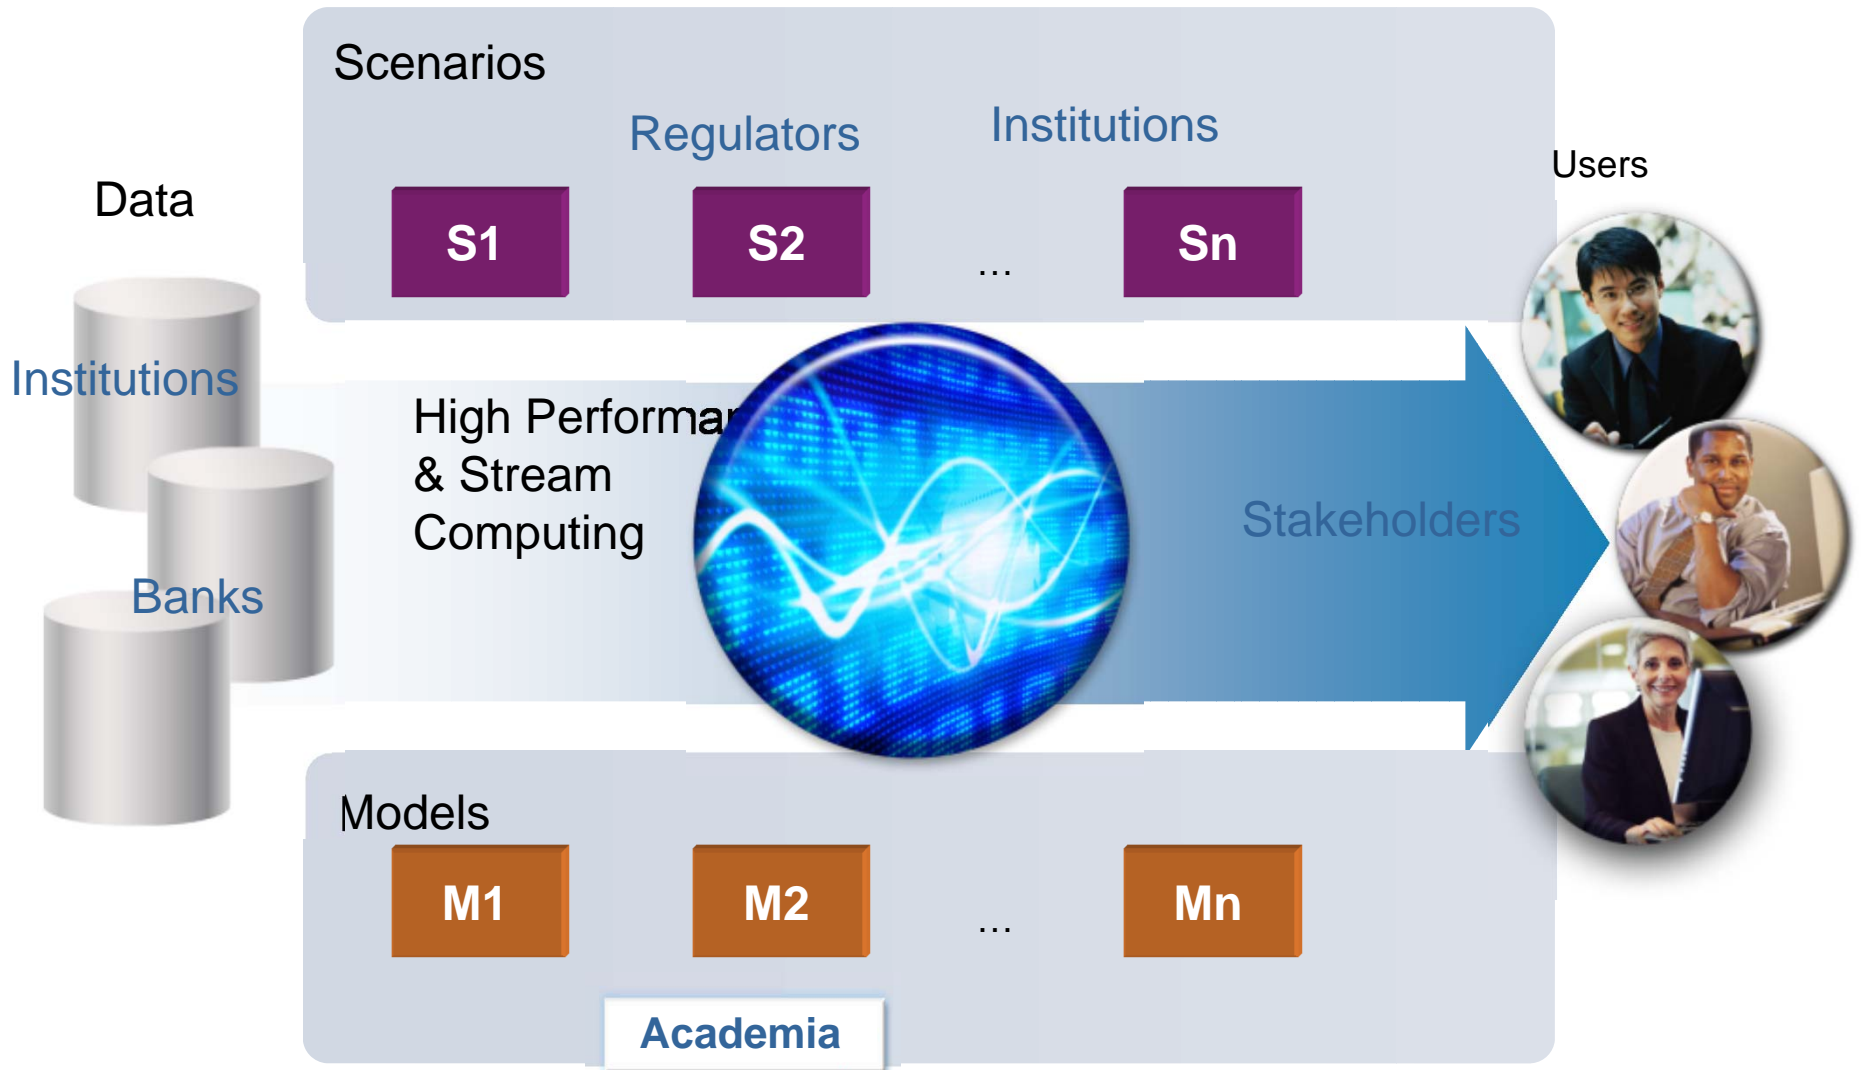 Scenarios
Regulators
Institutions
Users
Data
S1
S2
...
Sn
Institutions
High Performa
& Stream
Computing
Stakeholders
Banks
Models
M1
M2
...
Mn
Academia